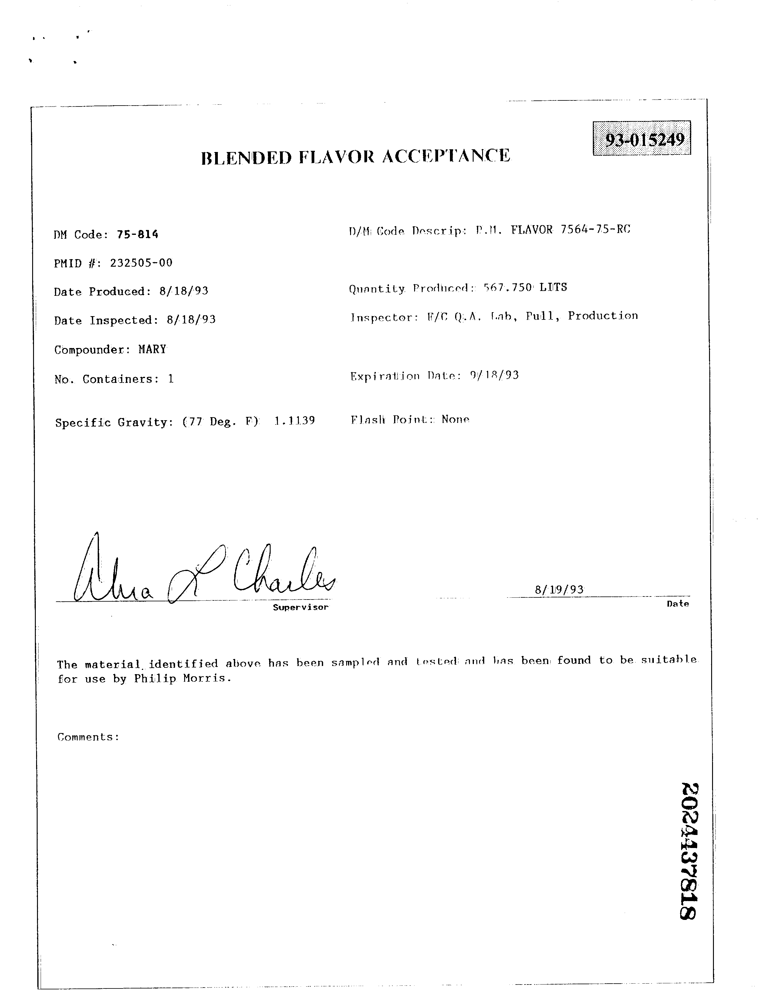 93-015249
BLENDED FLAVOR ACCEPTANCE
DM Code: 75-814 D/M Code Descrip: P.M. FLAVOR 7564-75-RC
PMID #: 232505-00
Date Produced: 8/18/93 Quantity Produced: 567.750 LITS
Date Inspected: 8/18/93 Inspector: F/C Q.A. Lab, Full, Production
Compounder: MARY
No. Containers: 1 Expiration Date: 9/18/93
Specific Gravity: (77 Deg. F) 1.1139 Flash Point: None
L Charles 8/19/93
Supervisor Date
The material identified above has been sampled and tested and has been found to be suitable
for use by Philip Morris.
Comments:
2024437818